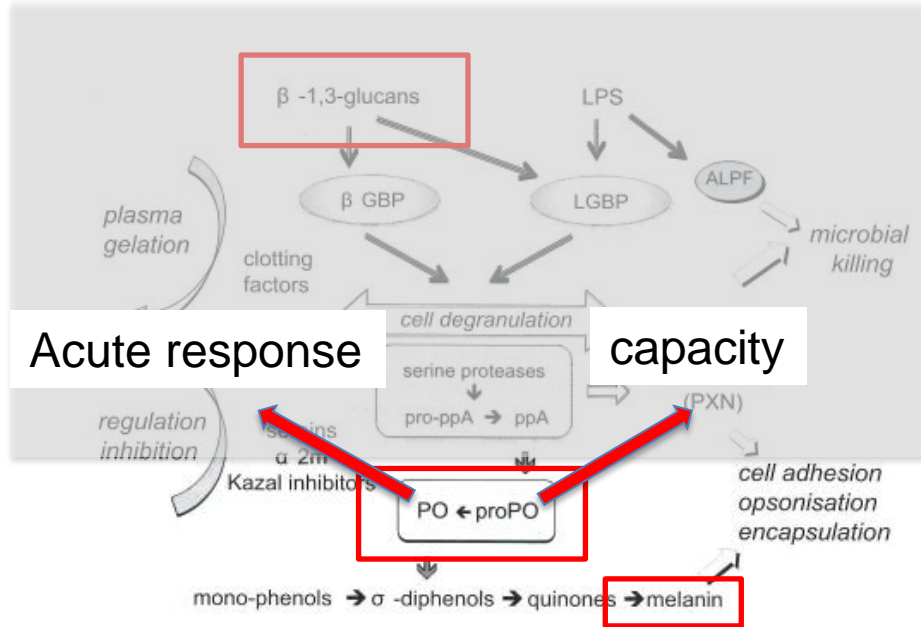 β -1,3-glucans
LPS
ALPF
β GBP
LGBP
plasma
gelation
microbial
killing
clotting
factors
cell degranulation
Acute response
capacity
serine proteases
pro-ppA → ppA
(PXN)
regulation
inhibition
α 2m
Kazal inhibitors
PO ← proPO
cell adhesion
opsonisation
encapsulation
mono-phenols → σ -diphenols → quinones → melanin